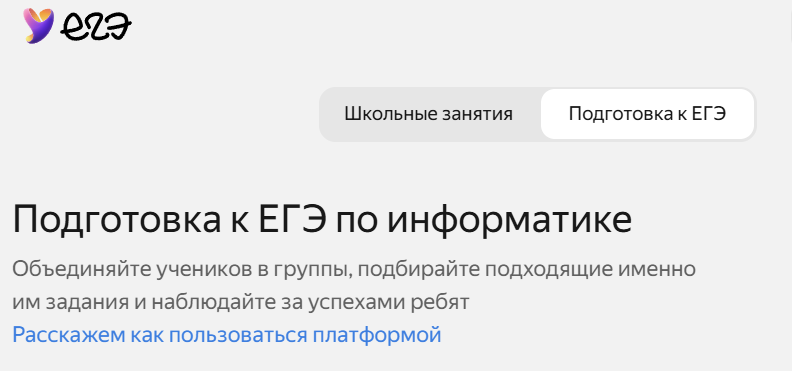 егэ
Школьные занятия
Подготовка к ЕГЭ
Подготовка к ЕГЭ по информатике
Объединяйте учеников в группы, подбирайте подходящие именно
им задания и наблюдайте за успехами ребят
Расскажем как пользоваться платформой